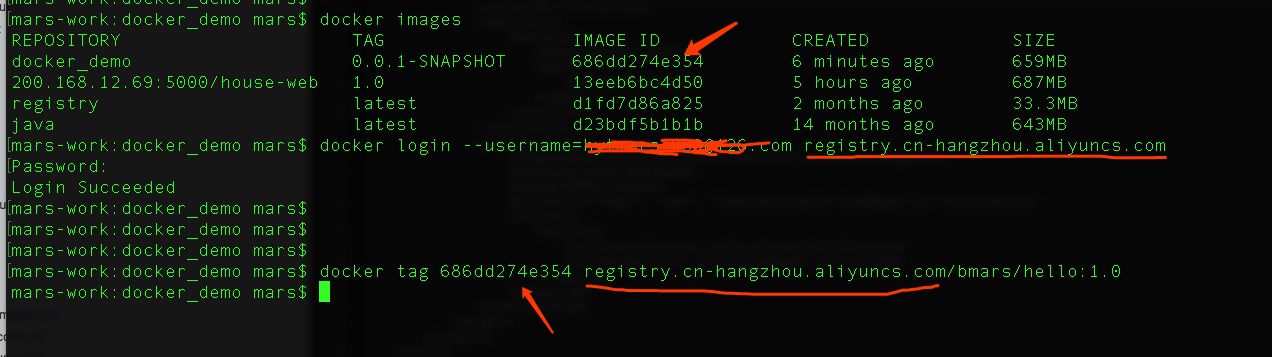 [mars-work:docker_demo mars$ docker images
REPOSITORY TAG IMAGE ID CREATED SIZE
docker_demo 0.0.1-SNAPSHOT 686dd274e354 6 minutes ago 659MB
200.168.12.69:5000/house-web 1.0 13eeb6bc4d50 5 hours ago 687MB
registry latest d1fd7d86a825 2 months ago 33.3MB
java latest d23bdf5b1b1b 14 months ago 643MB
[mars-work:docker_demo mars$ docker login --username= .com registry.cn-hangzhou.aliyuncs.com
[Password:
Login Succeeded
[mars-work:docker_demo mars$
[mars-work:docker_demo mars$
[mars-work:docker_demo mars$
[mars-work:docker_demo mars$ docker tag 686dd274e354 registry.cn-hangzhou.aliyuncs.com/bmars/hello:1.0
mars-work:docker_demo mars$